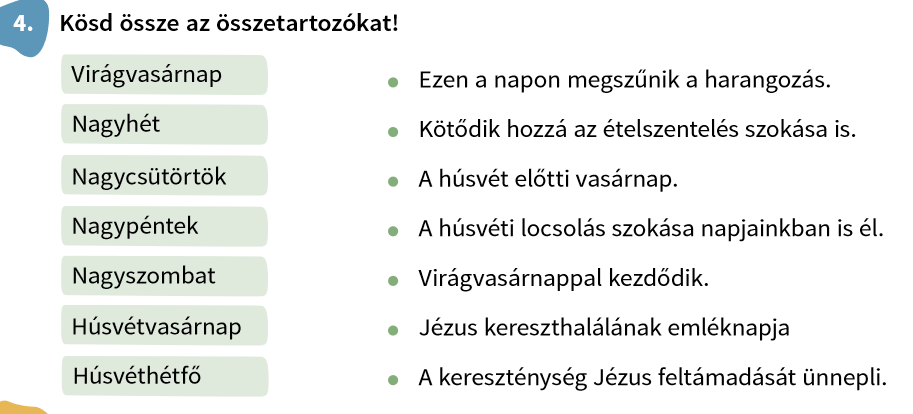 4. Kösd össze az összetartozókat!
Virágvasárnap
Nagyhét
Nagycsütörtök
Nagypéntek
Nagyszombat
Húsvétvasárnap
Húsvéthétfő
Ezen a napon megszűnik a harangozás.
Kötődik hozzá az ételszentelés szokása is.
A húsvét előtti vasárnap.
A húsvéti locsolás szokása napjainkban is él.
Virágvasárnappal kezdődik.
Jézus kereszthalálának emléknapja
A kereszténység Jézus feltámadását ünnepli.